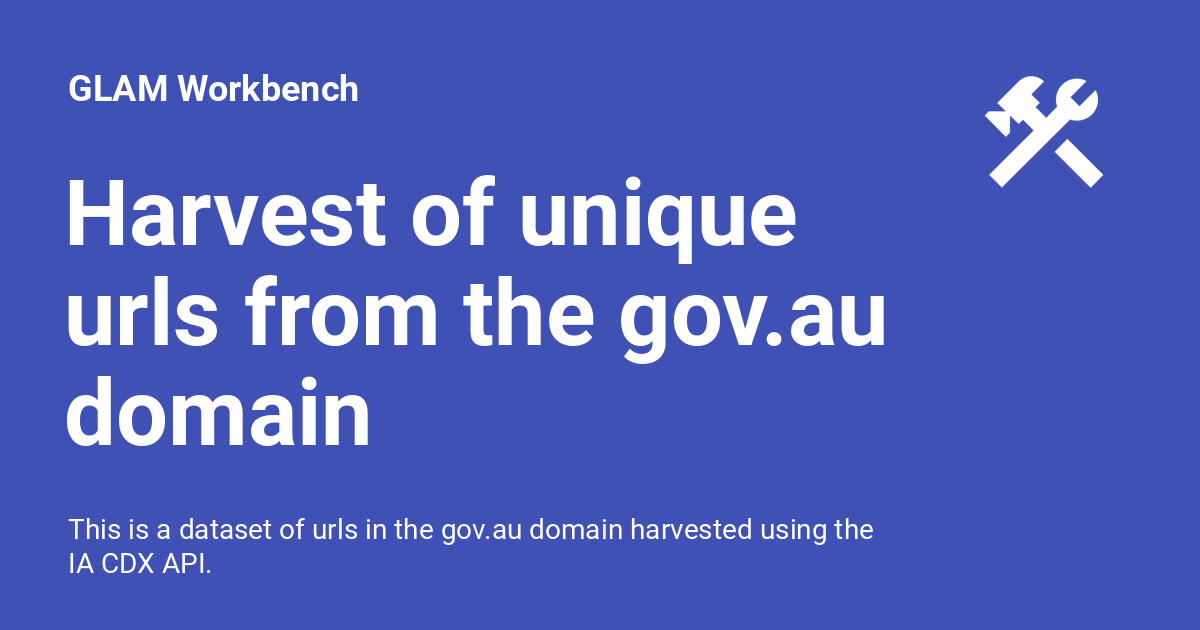 GLAM Workbench
Harvest of unique
urls from the gov.au
domain
This is a dataset of urls in the gov.au domain harvested using the
IA CDX API.